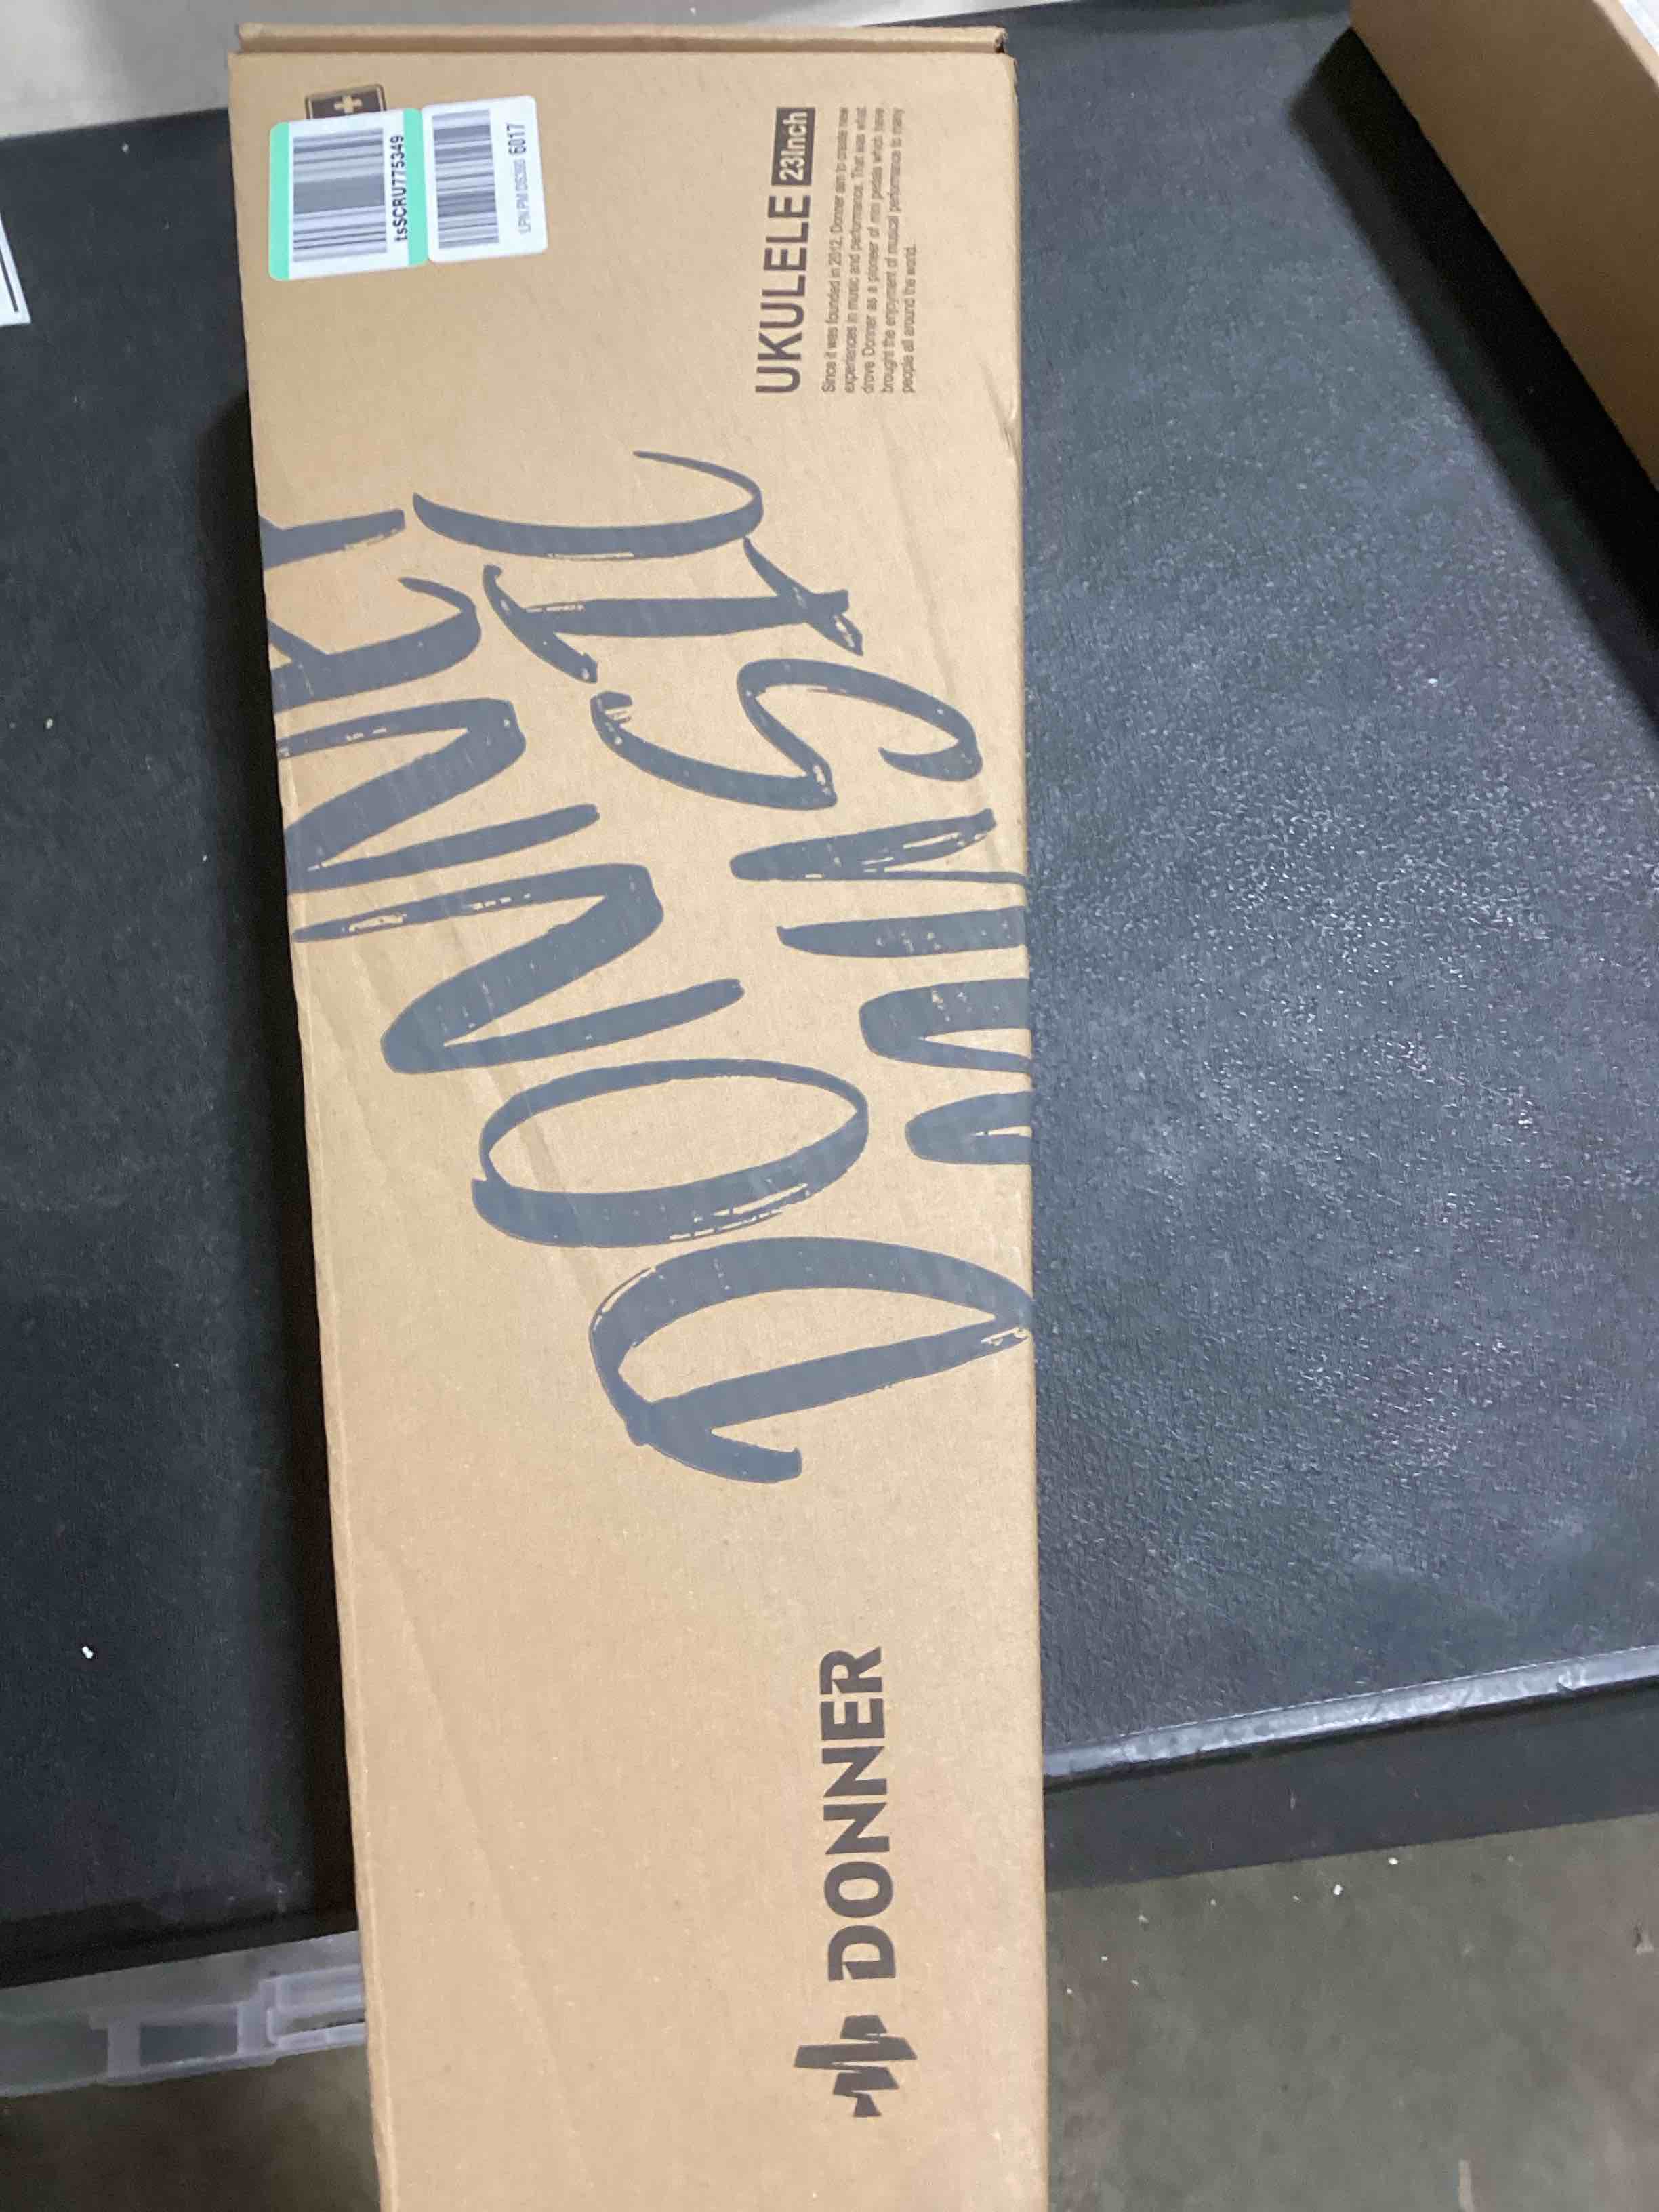 tsSCRU775349
6017
UKULELE 23Inch
Since it was founded in 2012, Donner aim to create new
experiences in music and performance. That was what
drove Donner as a pioneer of mini pedals which have
brought the enjoyment of musical performance to many
people all around the world.
MUSIC
DONNER
DONNER